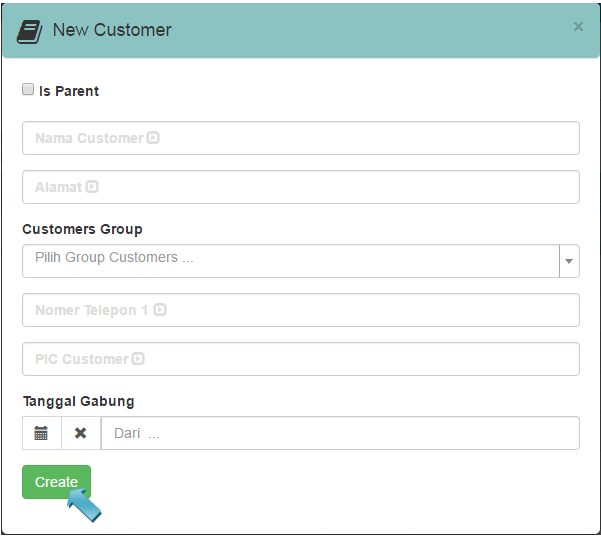 New Customer
×
Is Parent
Nama Customer
Alamat
Customers Group
Pilih Group Customers ...
Nomer Telepon 1
PIC Customer
Tanggal Gabung
Dari ...
Create